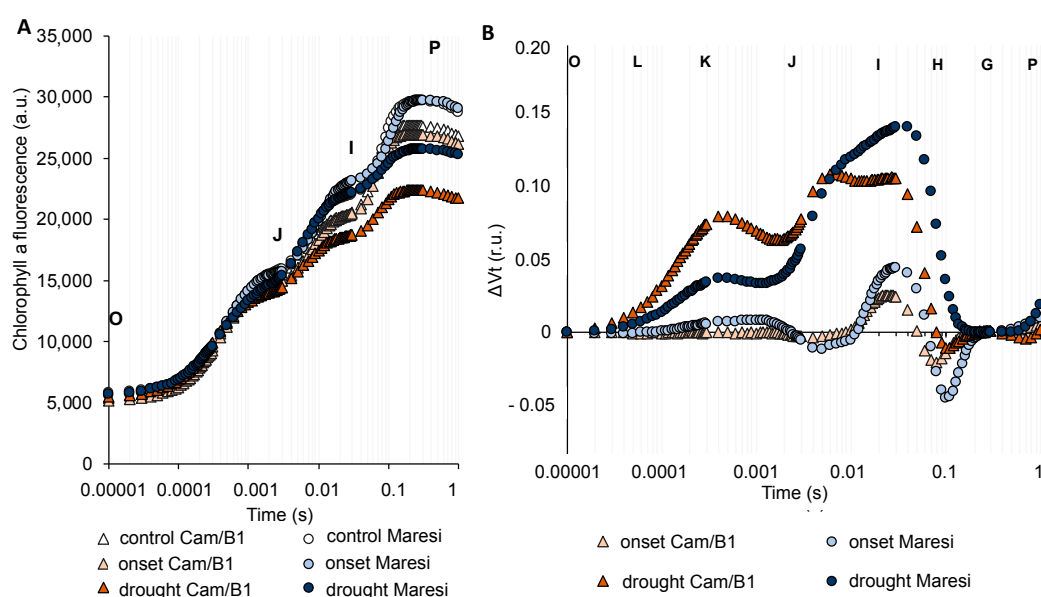 A
35,000
30,000
25,000
20,000
15,000
10,000
5,000
0
Chlorophyll a fluorescence (a.u.)
O
J
I
P
0.00001 0.0001 0.001 0.01 0.1 1
Time (s)
control Cam/B1
control Maresi
onset Cam/B1
onset Maresi
drought Cam/B1
drought Maresi
B
0.20
0.15
0.10
0.05
0
- 0.05
ΔVt (r.u.)
O L K J I H G P
0.00001 0.0001 0.001 0.01 0.1 1
Time (s)
onset Cam/B1
onset Maresi
drought Cam/B1
drought Maresi